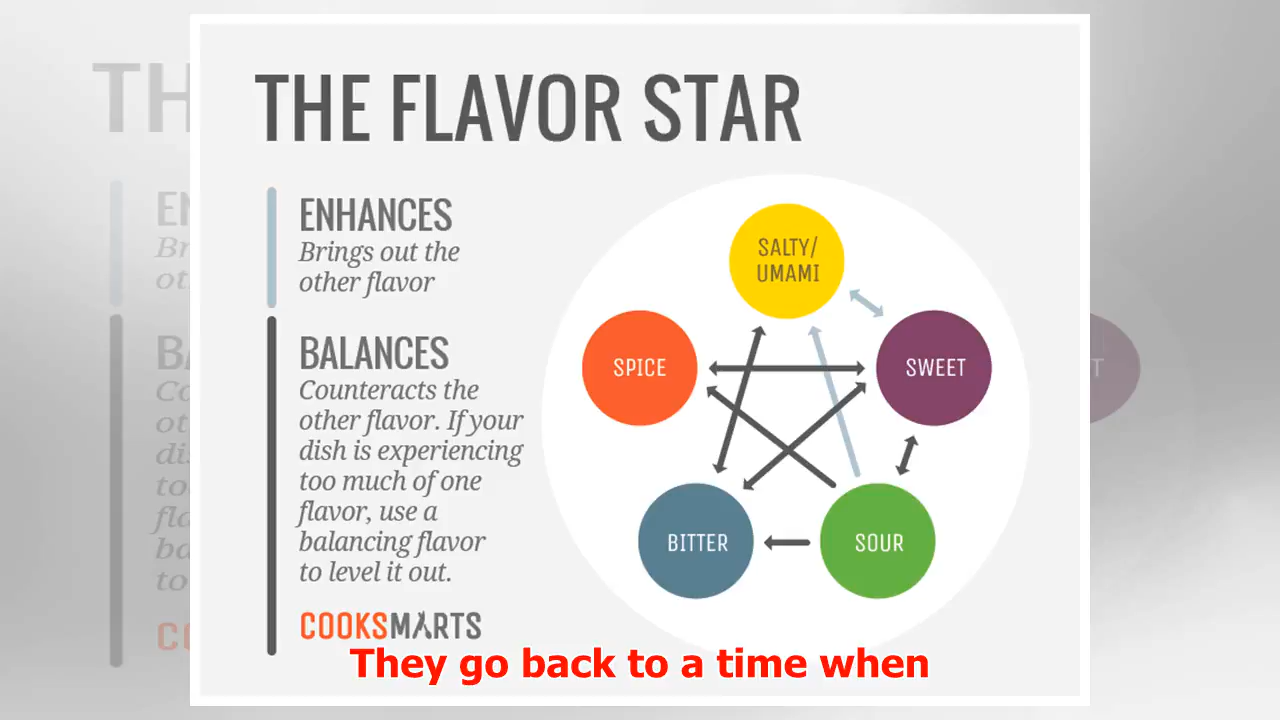 THE FLAVOR STAR
ENHANCES
Brings out the
other flavor
BALANCES
Counteracts the
other flavor. If your
dish is experiencing
too much of one
flavor, use a
balancing flavor
to level it out.
COOKSMARTS
SALTY/
UMAMI
SPICE
SWEET
BITTER
SOUR
They go back to a time when